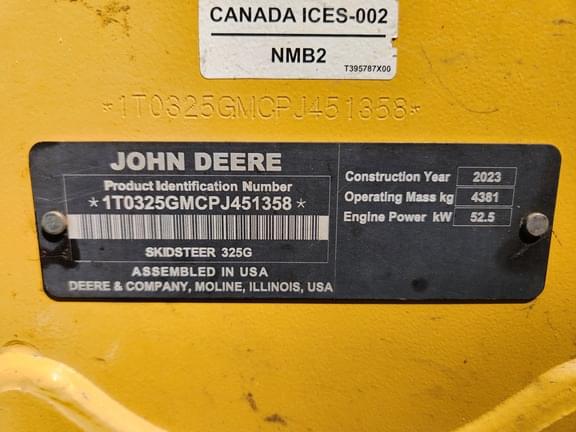 CANADA ICES-002
NMB2
T395787X00
*1T0325GMCPJ451358*
JOHN DEERE
Product Identification Number
*1T0325GMCPJ451358*
SKIDSTEER 325G
ASSEMBLED IN USA
DEERE & COMPANY, MOLINE, ILLINOIS, USA
Construction Year 2023
Operating Mass kg 4381
Engine Power kW 52.5